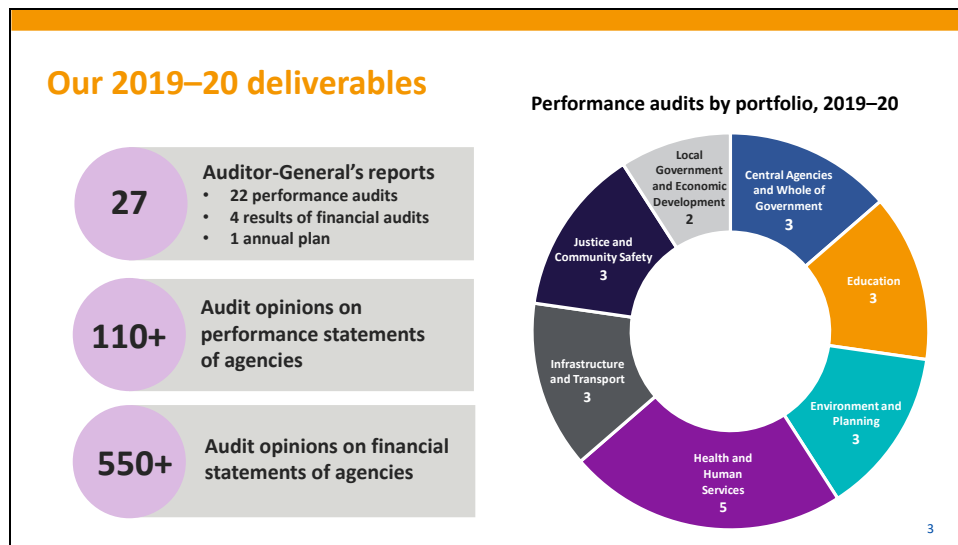 Our 2019–20 deliverables
27
Auditor-General’s reports
• 22 performance audits
• 4 results of financial audits
• 1 annual plan
110+
Audit opinions on
performance statements
of agencies
550+
Audit opinions on financial
statements of agencies
Performance audits by portfolio, 2019–20
Central Agencies
and Whole of
Government
3
Education
3
Environment and
Planning
3
Health and
Human
Services
5
Infrastructure
and Transport
3
Justice and
Community Safety
3
Local
Government
and Economic
Development
2
3